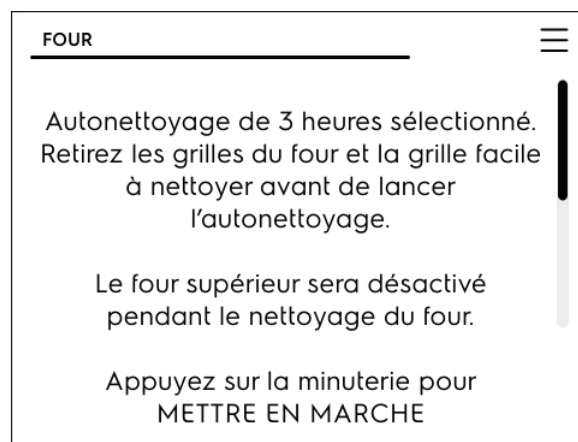 FOUR
Autonettoyage de 3 heures sélectionné.
Retirez les grilles du four et la grille facile
à nettoyer avant de lancer
l'autonettoyage.
Le four supérieur sera désactivé
pendant le nettoyage du four.
Appuyez sur la minuterie pour
METTRE EN MARCHE